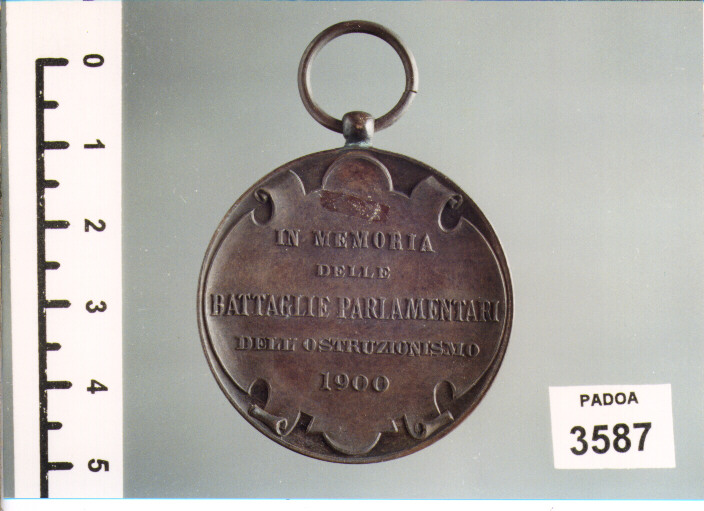 0
1
2
3
4
5
IN MEMORIA
DELLE
BATTAGLIE PARLAMENTARI
DELL'OSTRUZIONISMO
1900
PADOA
3587